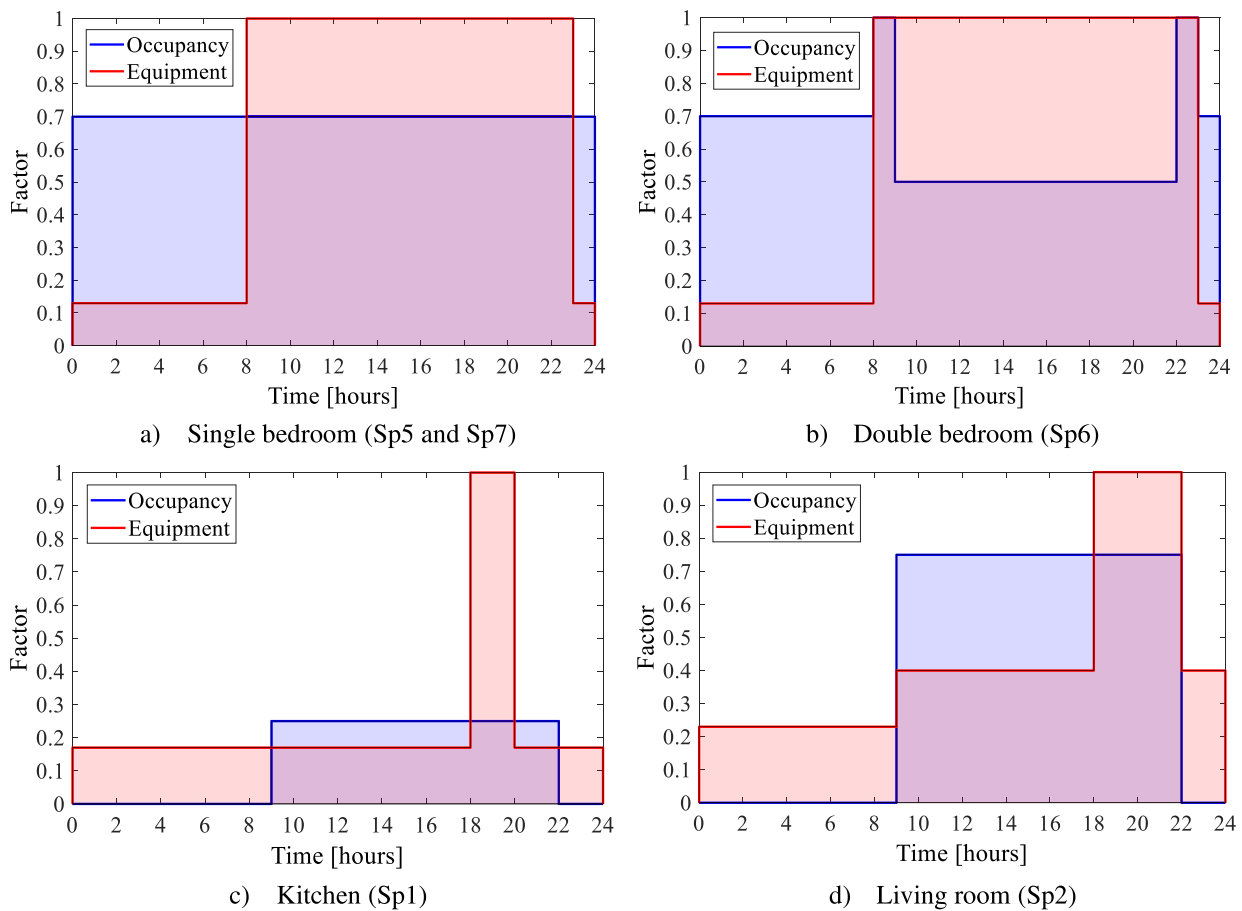 1
0.9
0.8
0.7
0.6
0.5
0.4
0.3
0.2
0.1
0
Factor
Occupancy
Equipment
0 2 4 6 8 10 12 14 16 18 20 22 24
Time [hours]
a) Single bedroom (Sp5 and Sp7)
1
0.9
0.8
0.7
0.6
0.5
0.4
0.3
0.2
0.1
0
Factor
Occupancy
Equipment
0 2 4 6 8 10 12 14 16 18 20 22 24
Time [hours]
b) Double bedroom (Sp6)
1
0.9
0.8
0.7
0.6
0.5
0.4
0.3
0.2
0.1
0
Factor
Occupancy
Equipment
0 2 4 6 8 10 12 14 16 18 20 22 24
Time [hours]
c) Kitchen (Sp1)
1
0.9
0.8
0.7
0.6
0.5
0.4
0.3
0.2
0.1
0
Factor
Occupancy
Equipment
0 2 4 6 8 10 12 14 16 18 20 22 24
Time [hours]
d) Living room (Sp2)